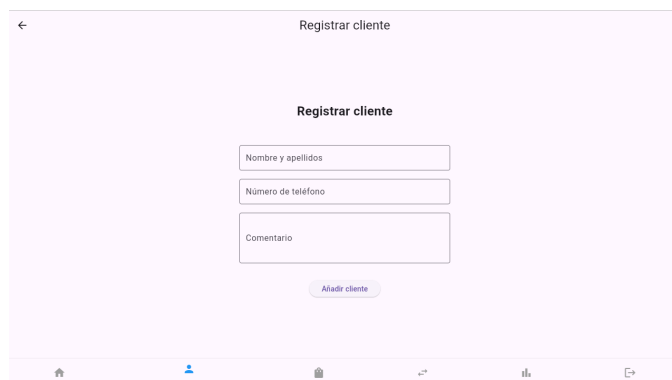 Registrar cliente
Registrar cliente
Nombre y apellidos
Número de teléfono
Comentario
Añadir cliente